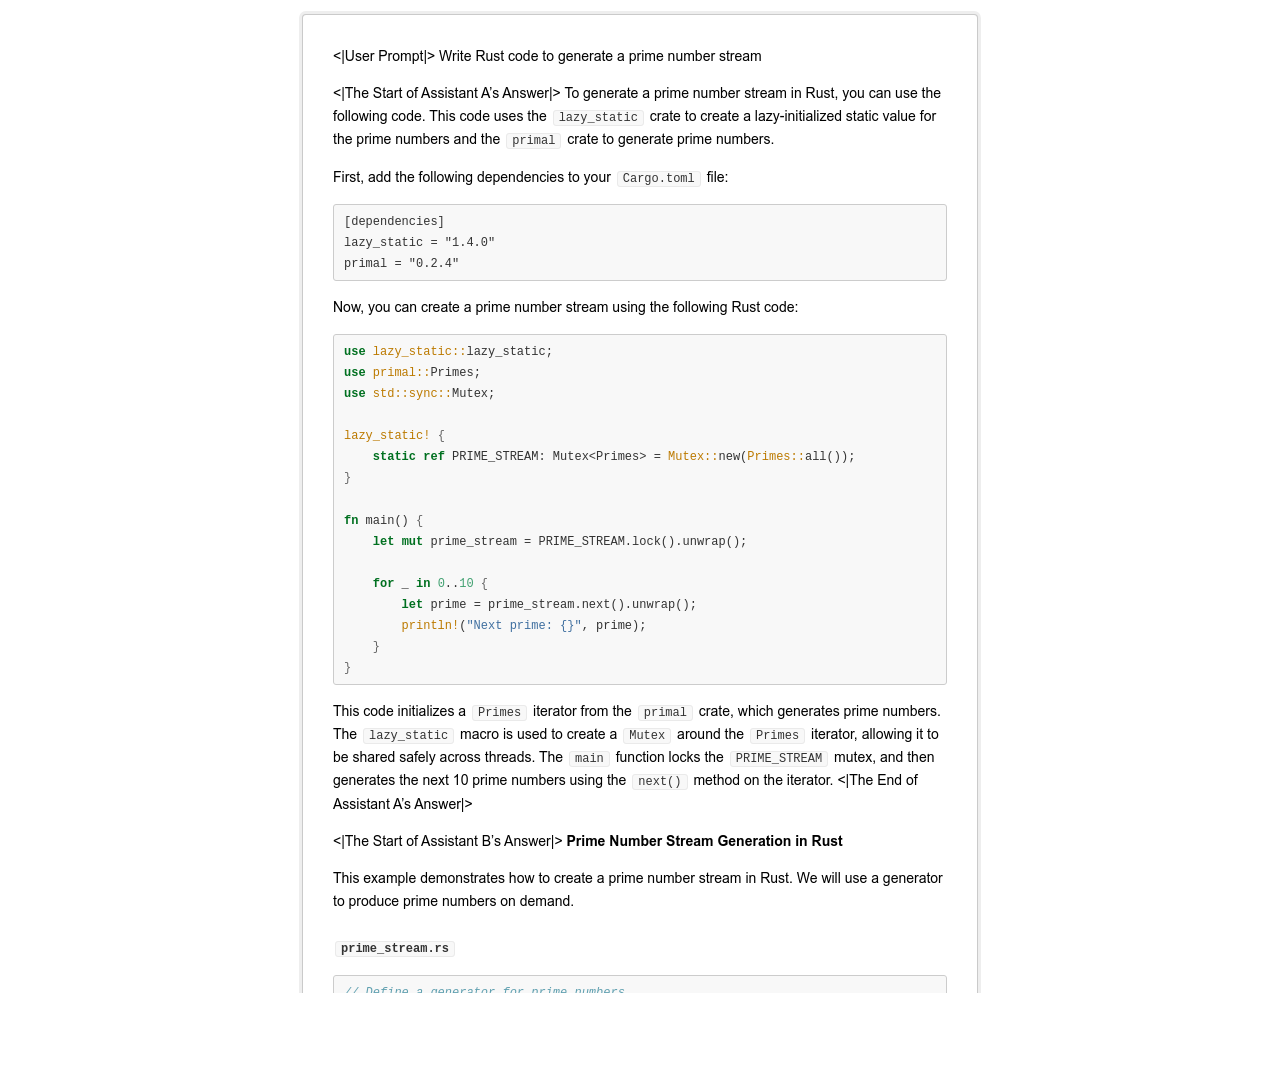 <|User Prompt|> Write Rust code to generate a prime number stream
<|The Start of Assistant A’s Answer|> To generate a prime number stream in Rust, you can use the
following code. This code uses the lazy_static crate to create a lazy-initialized static value for
the prime numbers and the primal crate to generate prime numbers.
First, add the following dependencies to your Cargo.toml file:
[dependencies]
lazy_static = "1.4.0"
primal = "0.2.4"
Now, you can create a prime number stream using the following Rust code:
use lazy_static::lazy_static;
use primal::Primes;
use std::sync::Mutex;
lazy_static! {
    static ref PRIME_STREAM: Mutex<Primes> = Mutex::new(Primes::all());
}
fn main() {
    let mut prime_stream = PRIME_STREAM.lock().unwrap();
    for _ in 0..10 {
        let prime = prime_stream.next().unwrap();
        println!("Next prime: {}", prime);
    }
}
This code initializes a Primes iterator from the primal crate, which generates prime numbers.
The lazy_static macro is used to create a Mutex around the Primes iterator, allowing it to
be shared safely across threads. The main function locks the PRIME_STREAM mutex, and then
generates the next 10 prime numbers using the next() method on the iterator. <|The End of
Assistant A’s Answer|>
<|The Start of Assistant B’s Answer|> Prime Number Stream Generation in Rust
This example demonstrates how to create a prime number stream in Rust. We will use a generator
to produce prime numbers on demand.
prime_stream.rs
// Define a generator for prime numbers